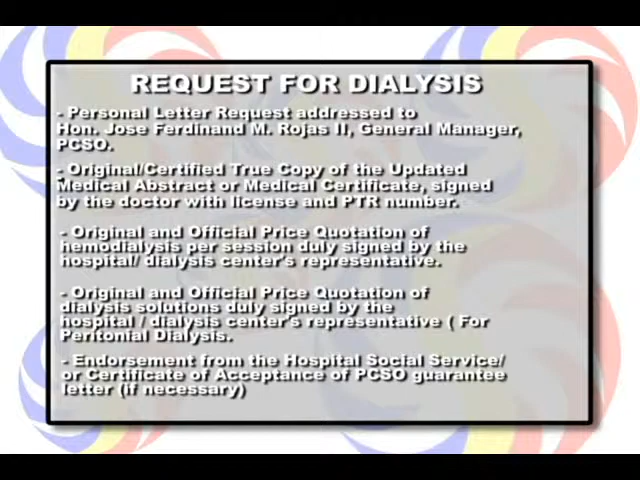 REQUEST FOR DIALYSIS
- Personal Letter Request addressed to
Hon. Jose Ferdinand M. Rojas II, General Manager,
PCSO.
- Original/Certified True Copy of the Updated
Medical Abstract or Medical Certificate, signed
by the doctor with license and PTR number.
- Original and Official Price Quotation of
hemodialysis per session duly signed by the
hospital/ dialysis center's representative.
- Original and Official Price Quotation of
dialysis solutions duly signed by the
hospital / dialysis center's representative ( For
Peritonial Dialysis.
- Endorsement from the Hospital Social Service/
or Certificate of Acceptance of PCSO guarantee
letter (if necessary)